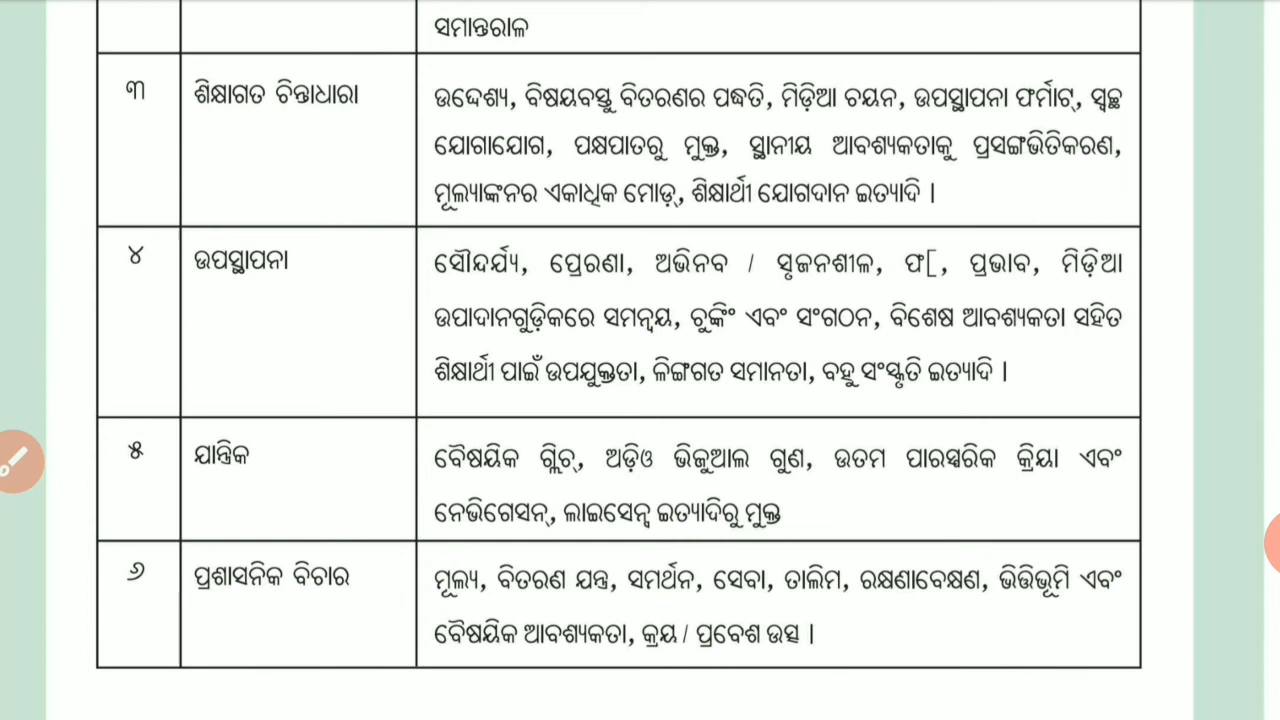 ସମାନ୍ତରାଳ
୩ ଶିକ୍ଷାଗତ ଚିନ୍ତାଧାରା ଉଦ୍ଦେଶ୍ୟ, ବିଷୟବସ୍ତୁ ବିତରଣର ପଦ୍ଧତି, ମିଡ଼ିଆ ଚୟନ, ଉପସ୍ଥାପନା ଫର୍ମାଟ୍, ସ୍ୱଚ୍ଛ
ଯୋଗାଯୋଗ, ପକ୍ଷପାତରୁ ମୁକ୍ତ, ସ୍ଥାନୀୟ ଆବଶ୍ୟକତାକୁ ପ୍ରସଙ୍ଗଭିତିକରଣ,
ମୂଲ୍ୟାଙ୍କନର ଏକାଧିକ ମୋଡ଼୍, ଶିକ୍ଷାର୍ଥୀ ଯୋଗଦାନ ଇତ୍ୟାଦି ।
୪ ଉପସ୍ଥାପନା ସୌନ୍ଦର୍ଯ୍ୟ, ପ୍ରେରଣା, ଅଭିନବ / ସୃଜନଶୀଳ, ଫ[, ପ୍ରଭାବ, ମିଡ଼ିଆ
ଉପାଦାନଗୁଡ଼ିକରେ ସମନ୍ୱୟ, ଚୁଙ୍କିଂ ଏବଂ ସଂଗଠନ, ବିଶେଷ ଆବଶ୍ୟକତା ସହିତ
ଶିକ୍ଷାର୍ଥୀ ପାଇଁ ଉପଯୁକ୍ତତା, ଳିଙ୍ଗଗତ ସମାନତା, ବହୁ ସଂସ୍କୃତି ଇତ୍ୟାଦି ।
୫ ଯାନ୍ତ୍ରିକ ବୈଷୟିକ ଗ୍ଲିଚ୍, ଅଡ଼ିଓ ଭିଜୁଆଲ ଗୁଣ, ଉତମ ପାରସ୍ୱରିକ କ୍ରିୟା ଏବଂ
ନେଭିଗେସନ୍, ଲାଇସେନ୍ସ ଇତ୍ୟାଦିରୁ ମୁକ୍ତ
୬ ପ୍ରଶାସନିକ ବିଚାର ମୂଲ୍ୟ, ବିତରଣ ଯନ୍ତ୍ର, ସମର୍ଥନ, ସେବା, ତାଲିମ, ରକ୍ଷଣାବେକ୍ଷଣ, ଭିତ୍ତିଭୂମି ଏବଂ
ବୈଷୟିକ ଆବଶ୍ୟକତା, କ୍ରୟ / ପ୍ରବେଶ ଉତ୍ସ ।